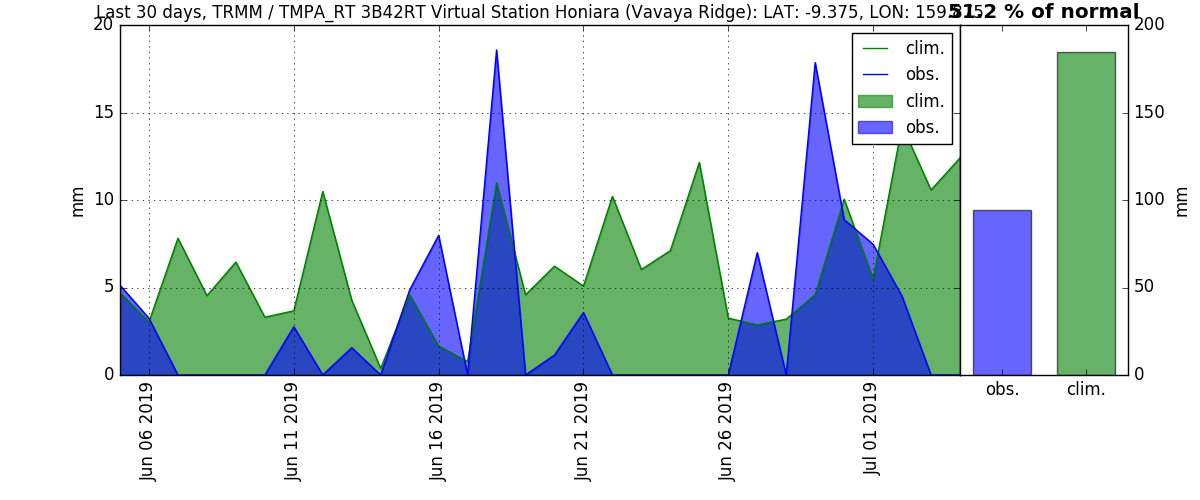 Last 30 days, TRMM / TMPA_RT 3B42RT Virtual Station Honiara (Vavaya Ridge): LAT: -9.375, LON:
51.2 % of normal
20
15
10
5
0
mm
clim.
obs.
clim.
obs.
Jun 06 2019
Jun 11 2019
Jun 16 2019
Jun 21 2019
Jun 26 2019
Jul 01 2019
200
150
100
50
0
mm
obs.
clim.